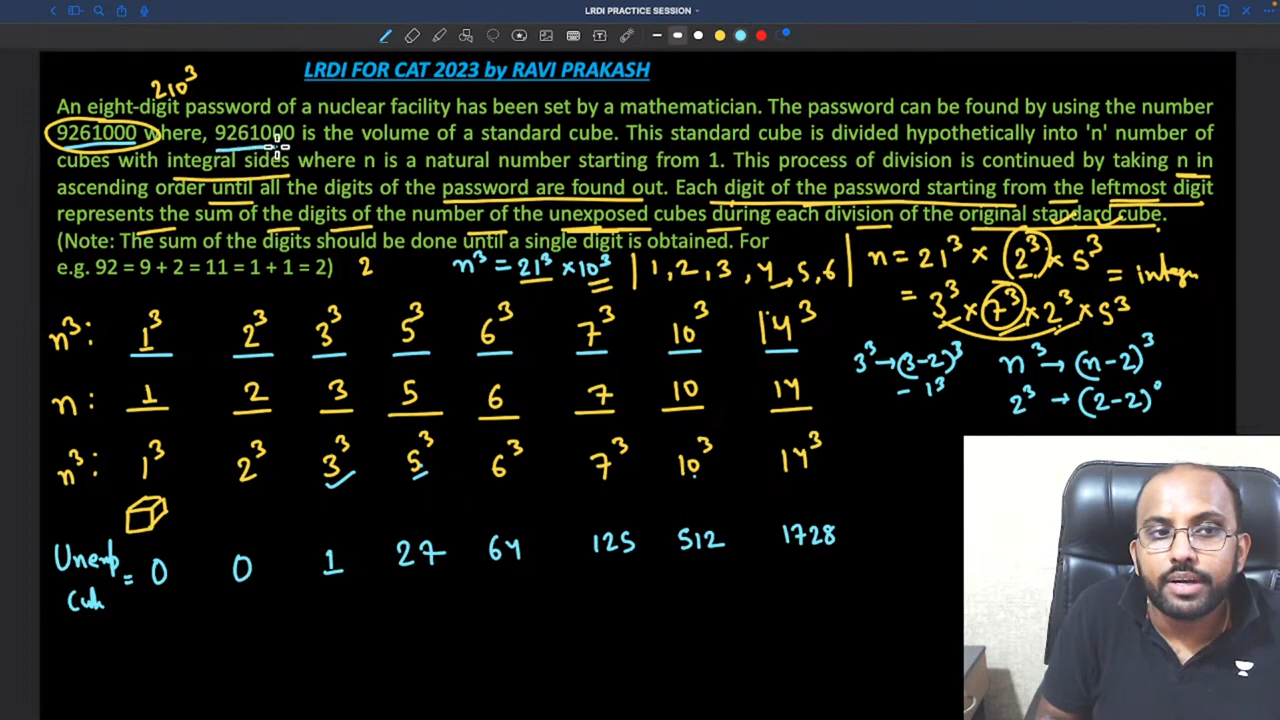 LRDI PRACTICE SESSION
LRDI FOR CAT 2023 by RAVI PRAKASH
210³
An eight-digit password of a nuclear facility has been set by a mathematician. The password can be found by using the number
9261000 where, 9261000 is the volume of a standard cube. This standard cube is divided hypothetically into 'n' number of
cubes with integral sides where n is a natural number starting from 1. This process of division is continued by taking n in
ascending order until all the digits of the password are found out. Each digit of the password starting from the leftmost digit
represents the sum of the digits of the number of the unexposed cubes during each division of the original standard cube.
(Note: The sum of the digits should be done until a single digit is obtained. For
e.g. 92 = 9 + 2 = 11 = 1 + 1 = 2) 2
n³ = 21³ × 10³ | 1, 2, 3, 4, 5, 6 |
n = 21³ × 2³ × 5³ = integ
= 3³ × 7³ × 2³ × 5³
n³: 1³ 2³ 3³ 5³ 6³ 7³ 10³ 14³
3³ → (3-2)³ n³ → (n-2)³
- 1³ 2³ → (2-2)⁰
n: 1 2 3 5 6 7 10 14
n³: 1³ 2³ 3³ 5³ 6³ 7³ 10³ 14³
Unexp
Cube = 0 0 1 27 64 125 512 1728